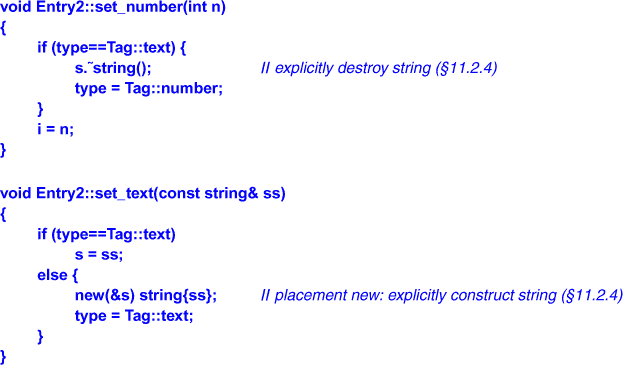 void Entry2::set_number(int n)
{
if (type==Tag::text) {
s.˜string(); // explicitly destroy string (§11.2.4)
type = Tag::number;
}
i = n;
}
void Entry2::set_text(const string& ss)
{
if (type==Tag::text)
s = ss;
else {
new(&s) string{ss}; // placement new: explicitly construct string (§11.2.4)
type = Tag::text;
}
}